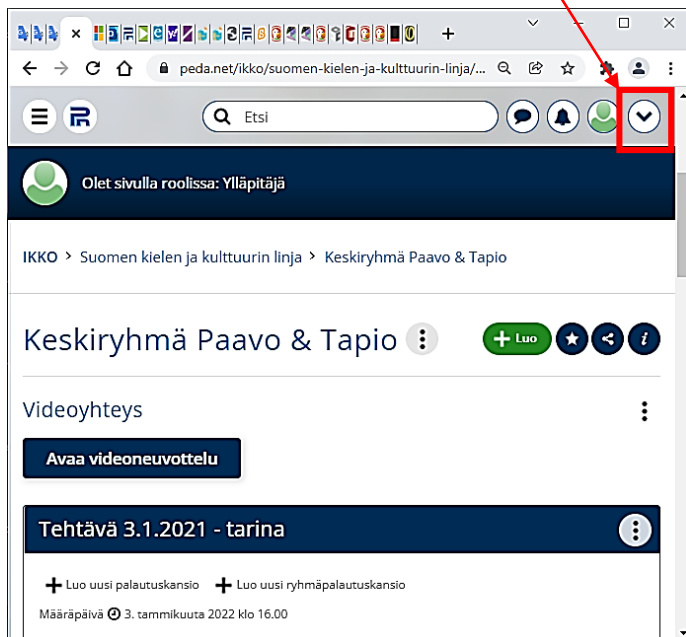 peda.net/ikko/suomen-kielen-ja-kulttuurin-linja/...
Etsi
Olet sivulla roolissa: Ylläpitäjä
IKKO > Suomen kielen ja kulttuurin linja > Keskiryhmä Paavo & Tapio
Keskiryhmä Paavo & Tapio
+ Luo
Videoyhteys
Avaa videoneuvottelu
Tehtävä 3.1.2021 - tarina
+ Luo uusi palautuskansio + Luo uusi ryhmäpalautuskansio
Määräpäivä 3. tammikuuta 2022 klo 16.00